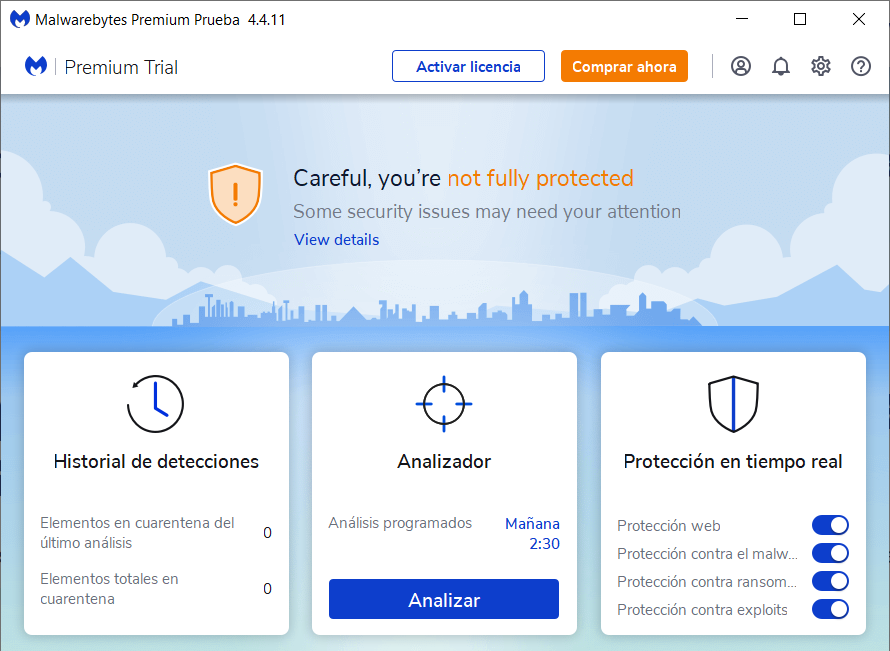 Malwarebytes Premium Prueba 4.4.11
Premium Trial
Activar licencia
Comprar ahora
Careful, you’re not fully protected
Some security issues may need your attention
View details
Historial de detecciones
Elementos en cuarentena del
último análisis
0
Elementos totales en
cuarentena
0
Analizador
Análisis programados
Mañana
2:30
Analizar
Protección en tiempo real
Protección web
Protección contra el malw...
Protección contra ransom...
Protección contra exploits